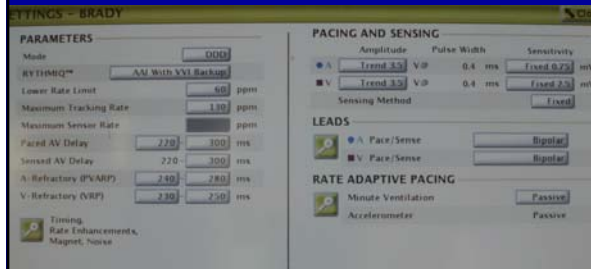 ETTINGS - BRADY
PARAMETERS
Mode DDD
RYTHMIQ™ AAI With VVI Backup
Lower Rate Limit 60 ppm
Maximum Tracking Rate 130 ppm
Maximum Sensor Rate ppm
Paced AV Delay 220 - 300 ms
Sensed AV Delay 220 - 300 ms
A-Refractory (PVARP) 240 - 280 ms
V-Refractory (VRP) 230 - 250 ms
Timing,
Rate Enhancements,
Magnet, Noise
PACING AND SENSING
Amplitude Pulse Width Sensitivity
A Trend 3.5 V@ 0.4 ms Fixed 0.75 m
V Trend 3.5 V@ 0.4 ms Fixed 2.5 m
Sensing Method Fixed
LEADS
A Pace/Sense Bipolar
V Pace/Sense Bipolar
RATE ADAPTIVE PACING
Minute Ventilation Passive
Accelerometer Passive